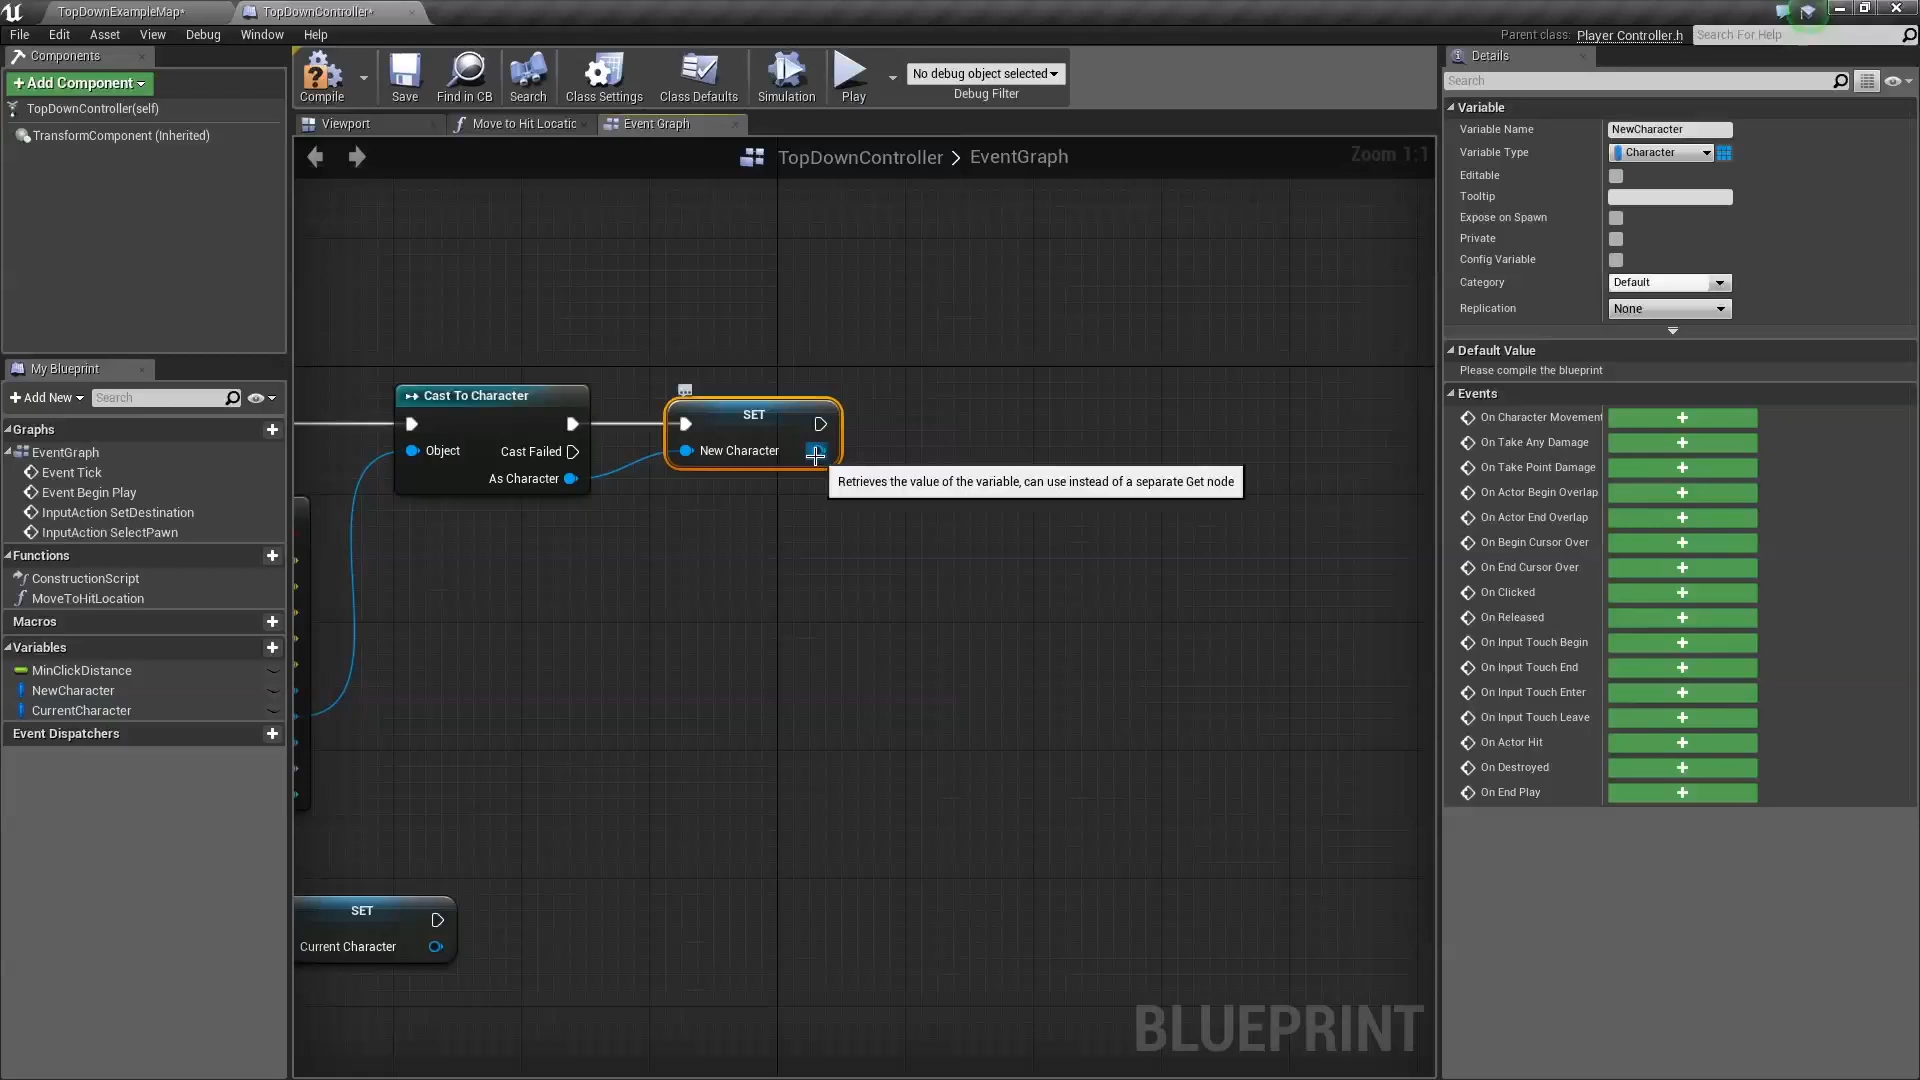 TopDownExampleMap*
TopDownController*
File Edit Asset View Debug Window Help
Parent class: Player Controller.h
Search For Help
Components
+Add Component
TopDownController(self)
TransformComponent (Inherited)
Compile
Save
Find in CB
Search
Class Settings
Class Defaults
Simulation
Play
No debug object selected
Debug Filter
Viewport
Move to Hit Locatic
Event Graph
TopDownController > EventGraph
Zoom 1:1
Cast To Character
Object
Cast Failed
As Character
SET
New Character
Retrieves the value of the variable, can use instead of a separate Get node
SET
Current Character
BLUEPRINT
My Blueprint
+Add New
Search
Graphs
EventGraph
Event Tick
Event Begin Play
InputAction SetDestination
InputAction SelectPawn
Functions
ConstructionScript
MoveToHitLocation
Macros
Variables
MinClickDistance
NewCharacter
CurrentCharacter
Event Dispatchers
Details
Search
Variable
Variable Name NewCharacter
Variable Type Character
Editable
Tooltip
Expose on Spawn
Private
Config Variable
Category Default
Replication None
Default Value
Please compile the blueprint
Events
On Character Movement
On Take Any Damage
On Take Point Damage
On Actor Begin Overlap
On Actor End Overlap
On Begin Cursor Over
On End Cursor Over
On Clicked
On Released
On Input Touch Begin
On Input Touch End
On Input Touch Enter
On Input Touch Leave
On Actor Hit
On Destroyed
On End Play